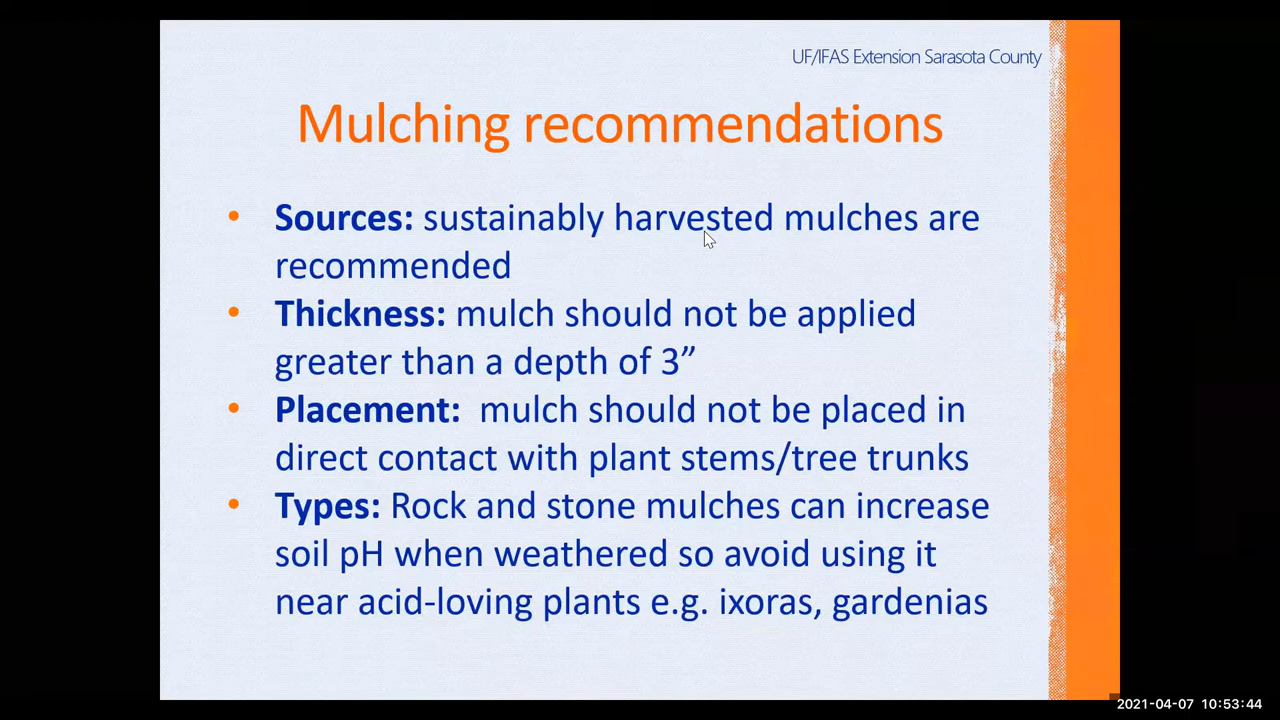 UF/IFAS Extension Sarasota County
Mulching recommendations
• Sources: sustainably harvested mulches are
recommended
• Thickness: mulch should not be applied
greater than a depth of 3”
• Placement:  mulch should not be placed in
direct contact with plant stems/tree trunks
• Types: Rock and stone mulches can increase
soil pH when weathered so avoid using it
near acid-loving plants e.g. ixoras, gardenias
2021-04-07 10:53:44